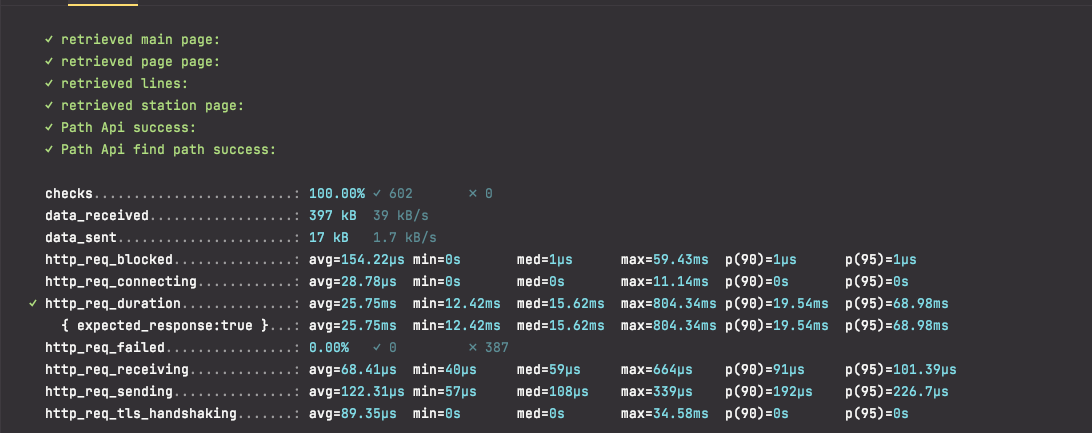 ✓ retrieved main page:
✓ retrieved page page:
✓ retrieved lines:
✓ retrieved station page:
✓ Path Api success:
✓ Path Api find path success:
checks.........................: 100.00% ✓ 602 ✗ 0
data_received..................: 397 kB 39 kB/s
data_sent......................: 17 kB 1.7 kB/s
http_req_blocked...............: avg=154.22µs min=0s med=1µs max=59.43ms p(90)=1µs p(95)=1µs
http_req_connecting............: avg=28.78µs min=0s med=0s max=11.14ms p(90)=0s p(95)=0s
✓ http_req_duration..............: avg=25.75ms min=12.42ms med=15.62ms max=804.34ms p(90)=19.54ms p(95)=68.98ms
{ expected_response:true }...: avg=25.75ms min=12.42ms med=15.62ms max=804.34ms p(90)=19.54ms p(95)=68.98ms
http_req_failed................: 0.00% ✓ 0 ✗ 387
http_req_receiving.............: avg=68.41µs min=40µs med=59µs max=664µs p(90)=91µs p(95)=101.39µs
http_req_sending...............: avg=122.31µs min=57µs med=108µs max=339µs p(90)=192µs p(95)=226.7µs
http_req_tls_handshaking.......: avg=89.35µs min=0s med=0s max=34.58ms p(90)=0s p(95)=0s